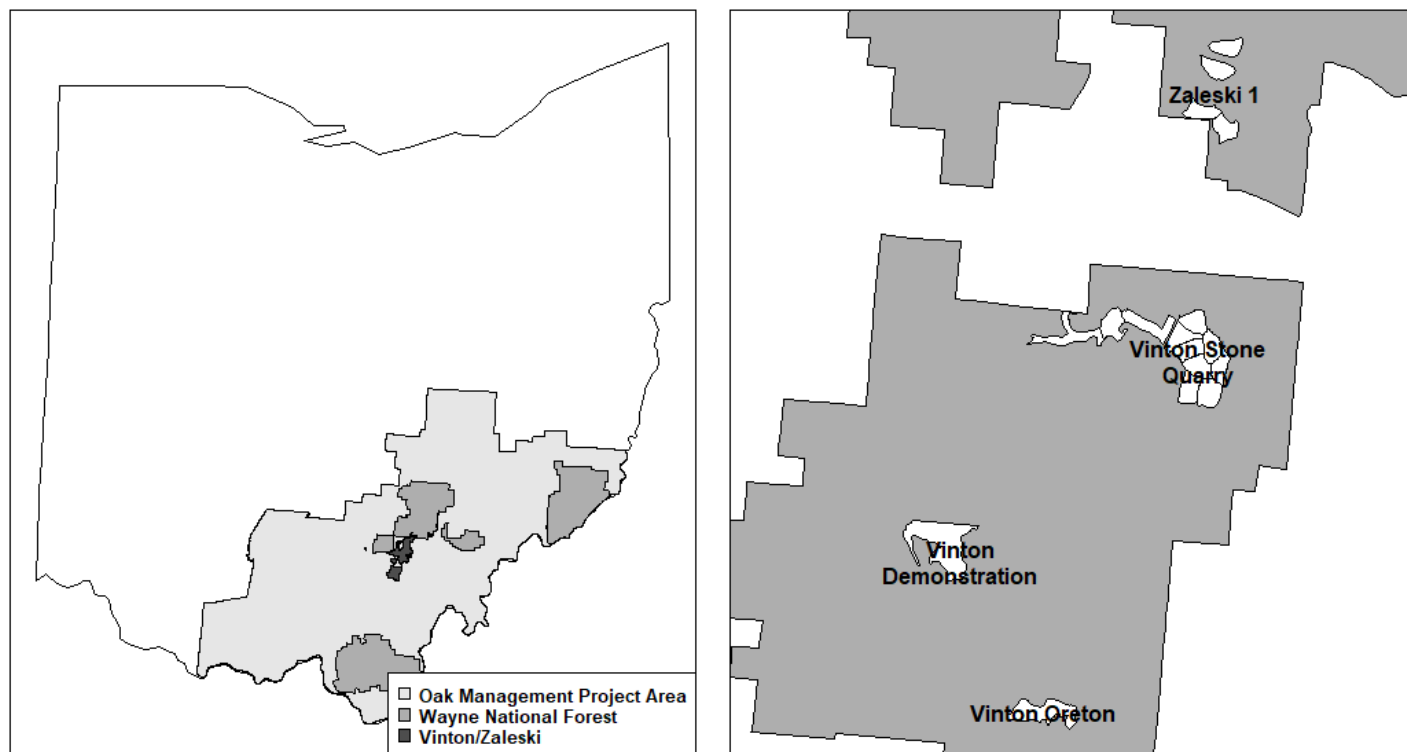 Oak Management Project Area
Wayne National Forest
Vinton/Zaleski
Zaleski 1
Vinton Stone
Quarry
Vinton
Demonstration
Vinton Oreton